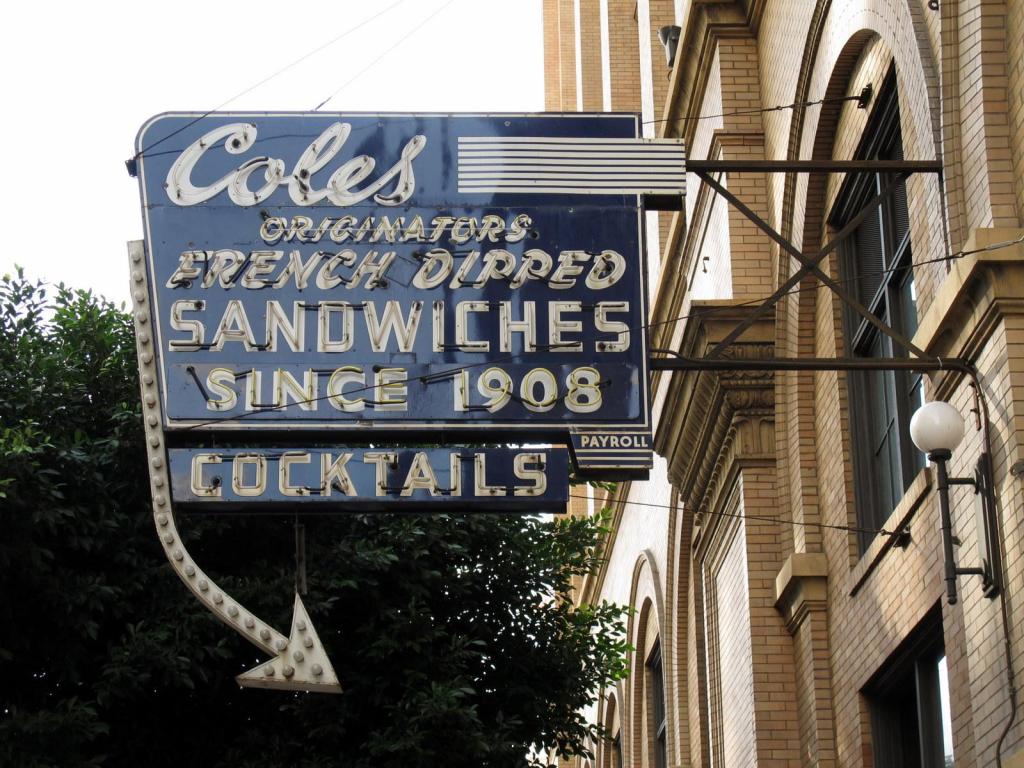 Coles
ORIGINATORS
FRENCH DIPPED
SANDWICHES
SINCE 1908
PAYROLL
COCKTAILS